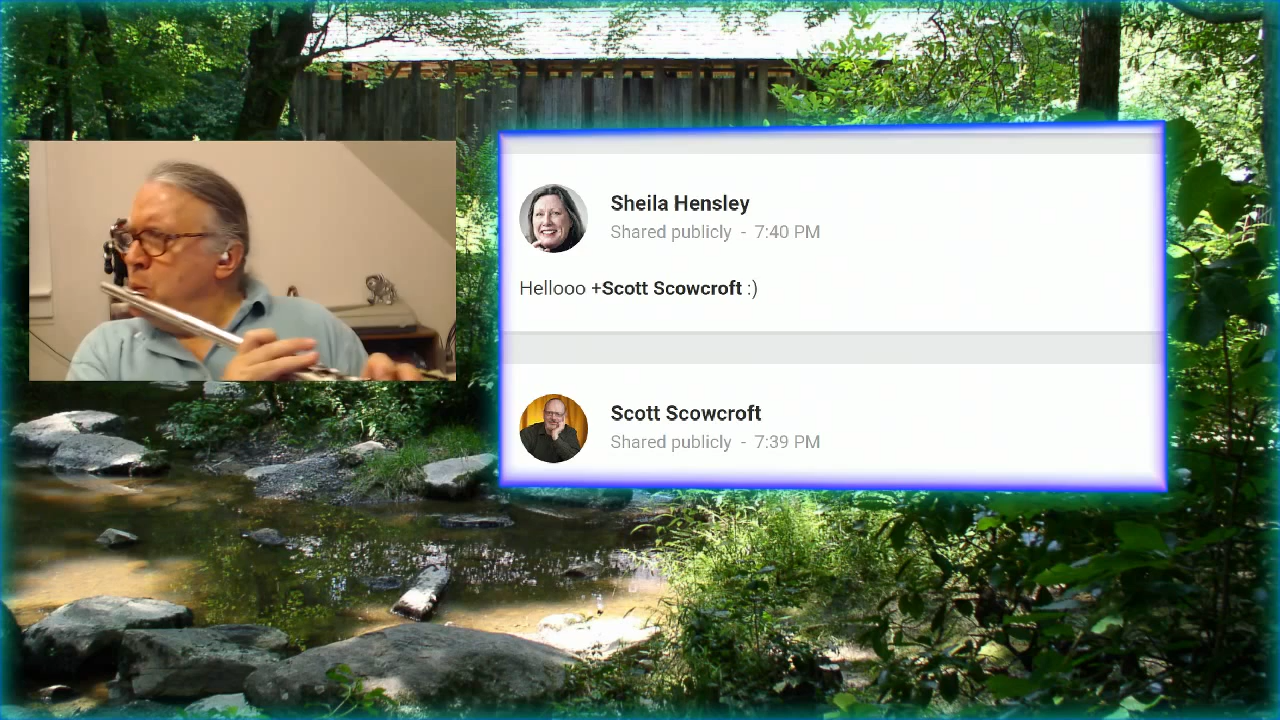 Sheila Hensley
Shared publicly - 7:40 PM
Hellooo +Scott Scowcroft :)
Scott Scowcroft
Shared publicly - 7:39 PM